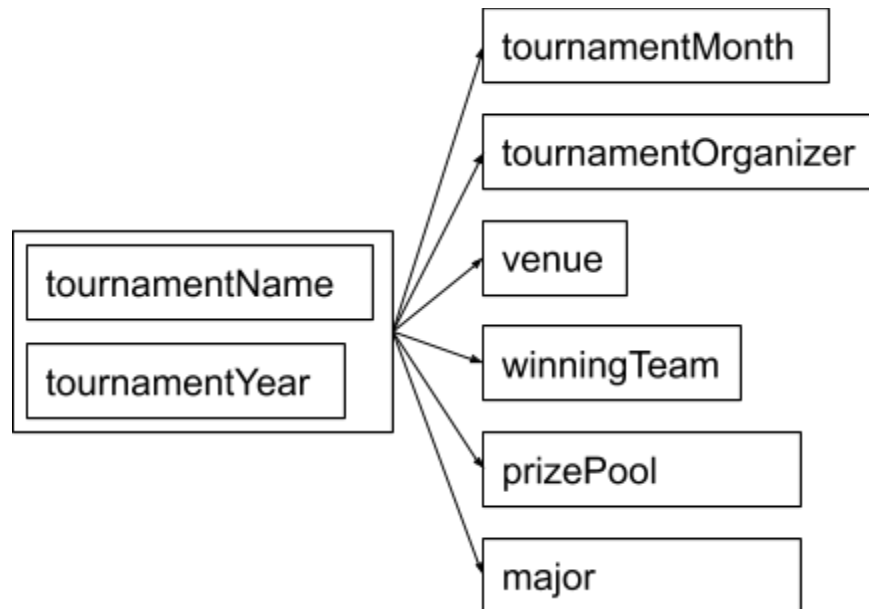 tournamentName
tournamentYear
tournamentMonth
tournamentOrganizer
venue
winningTeam
prizePool
major